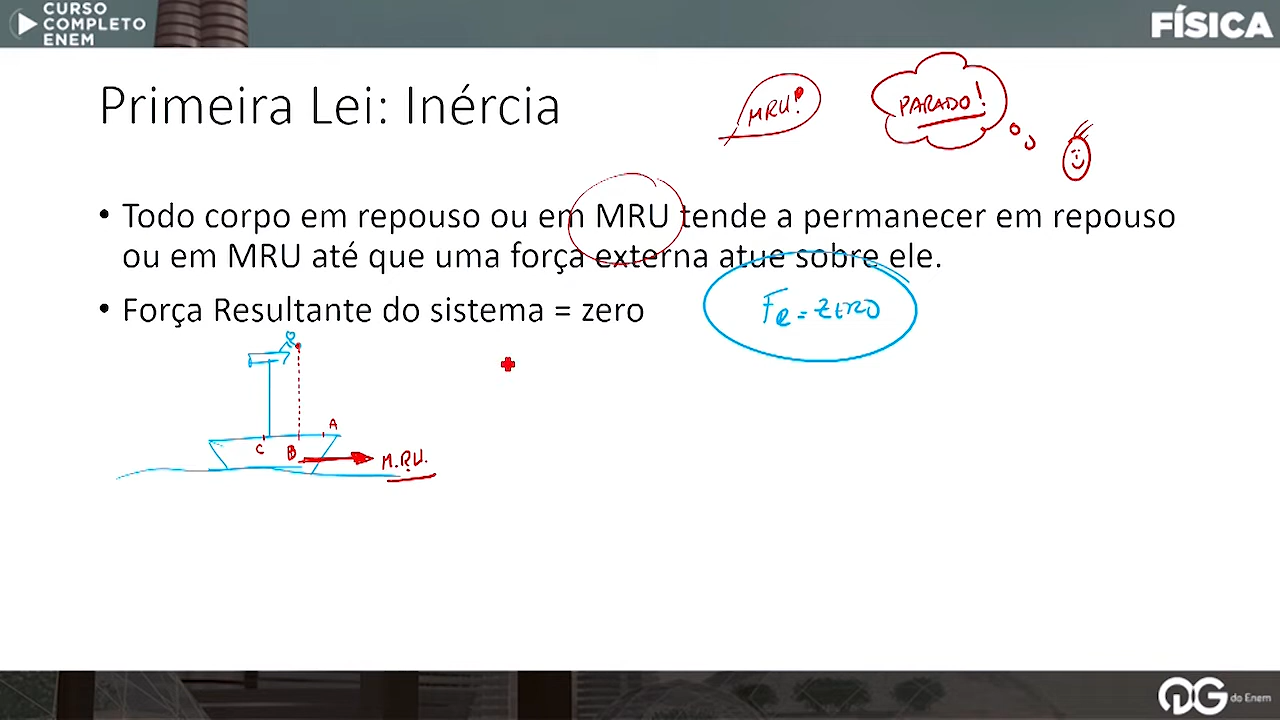 CURSO
COMPLETO
ENEM
FÍSICA
Primeira Lei: Inércia
MRU!
PARADO!
• Todo corpo em repouso ou em MRU tende a permanecer em repouso
ou em MRU até que uma força externa atue sobre ele.
• Força Resultante do sistema = zero
FR = ZERO
A
C
B
M.R.U.
QG do Enem